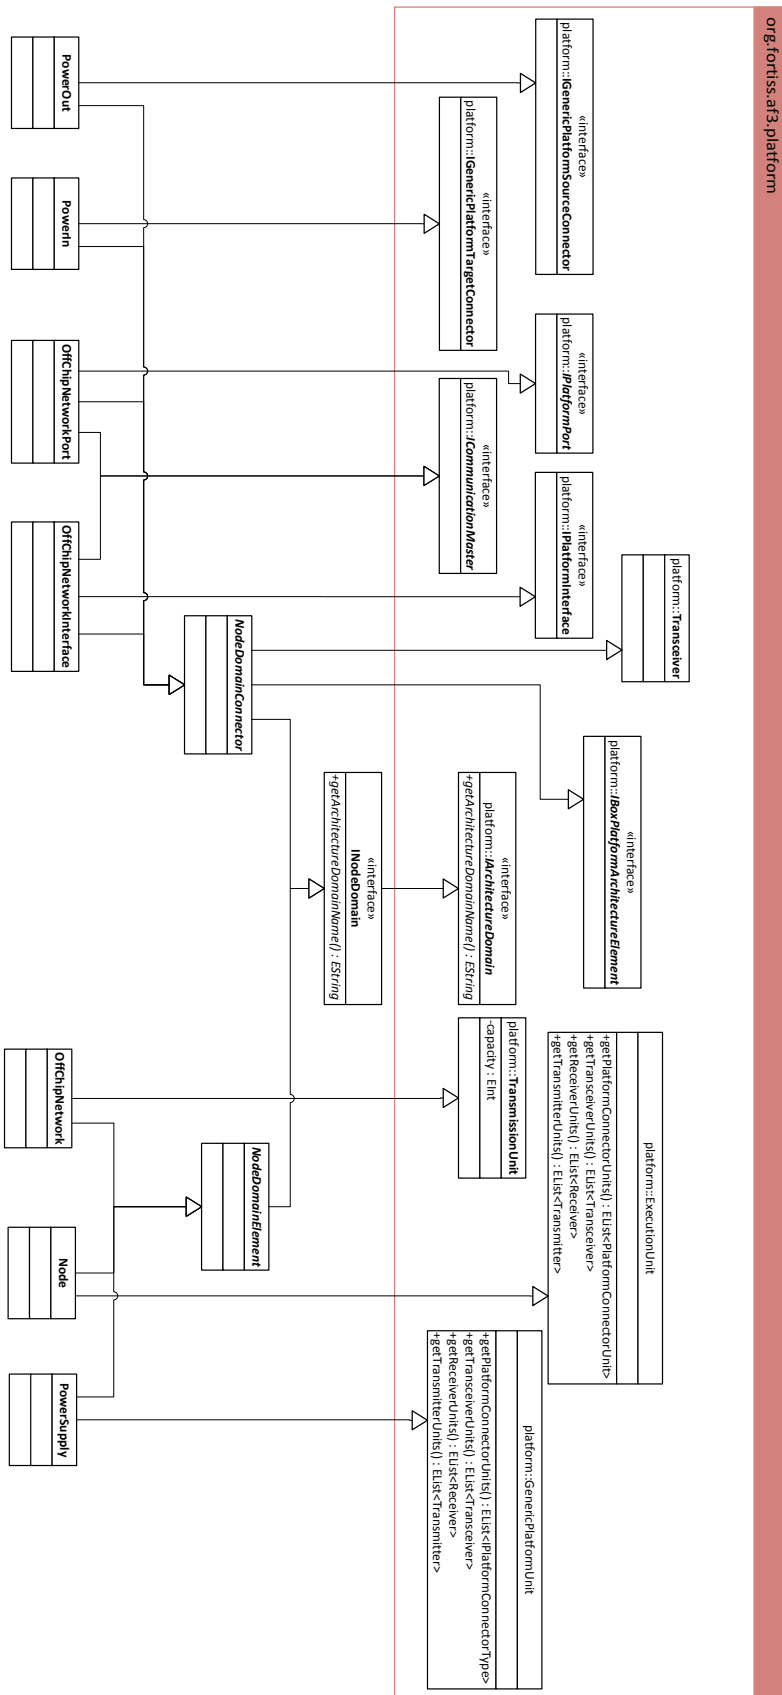 org.fortiss.af3.platform
«interface»
platform::IGenericPlatformSourceConnector
«interface»
platform::IGenericPlatformTargetConnector
«interface»
platform::IPlatformPort
«interface»
platform::ICommunicationMaster
«interface»
platform::IPlatformInterface
platform::Transceiver
«interface»
platform::IBoxPlatformArchitectureElement
«interface»
platform::IArchitectureDomain
+getArchitectureDomainName() : EString
platform::TransmissionUnit
-capacity : EInt
platform::ExecutionUnit
+getPlatformConnectorUnits() : EList<PlatformConnectorUnit>
+getTransceiverUnits() : EList<Transceiver>
+getReceiverUnits() : EList<Receiver>
+getTransmitterUnits() : EList<Transmitter>
platform::GenericPlatformUnit
+getPlatformConnectorUnits() : EList<IPlatformConnectorType>
+getTransceiverUnits() : EList<Transceiver>
+getReceiverUnits() : EList<Receiver>
+getTransmitterUnits() : EList<Transmitter>
«interface»
INodeDomain
+getArchitectureDomainName() : EString
NodeDomainConnector
NodeDomainElement
PowerOut
PowerIn
OffChipNetworkPort
OffChipNetworkInterface
OffChipNetwork
Node
PowerSupply